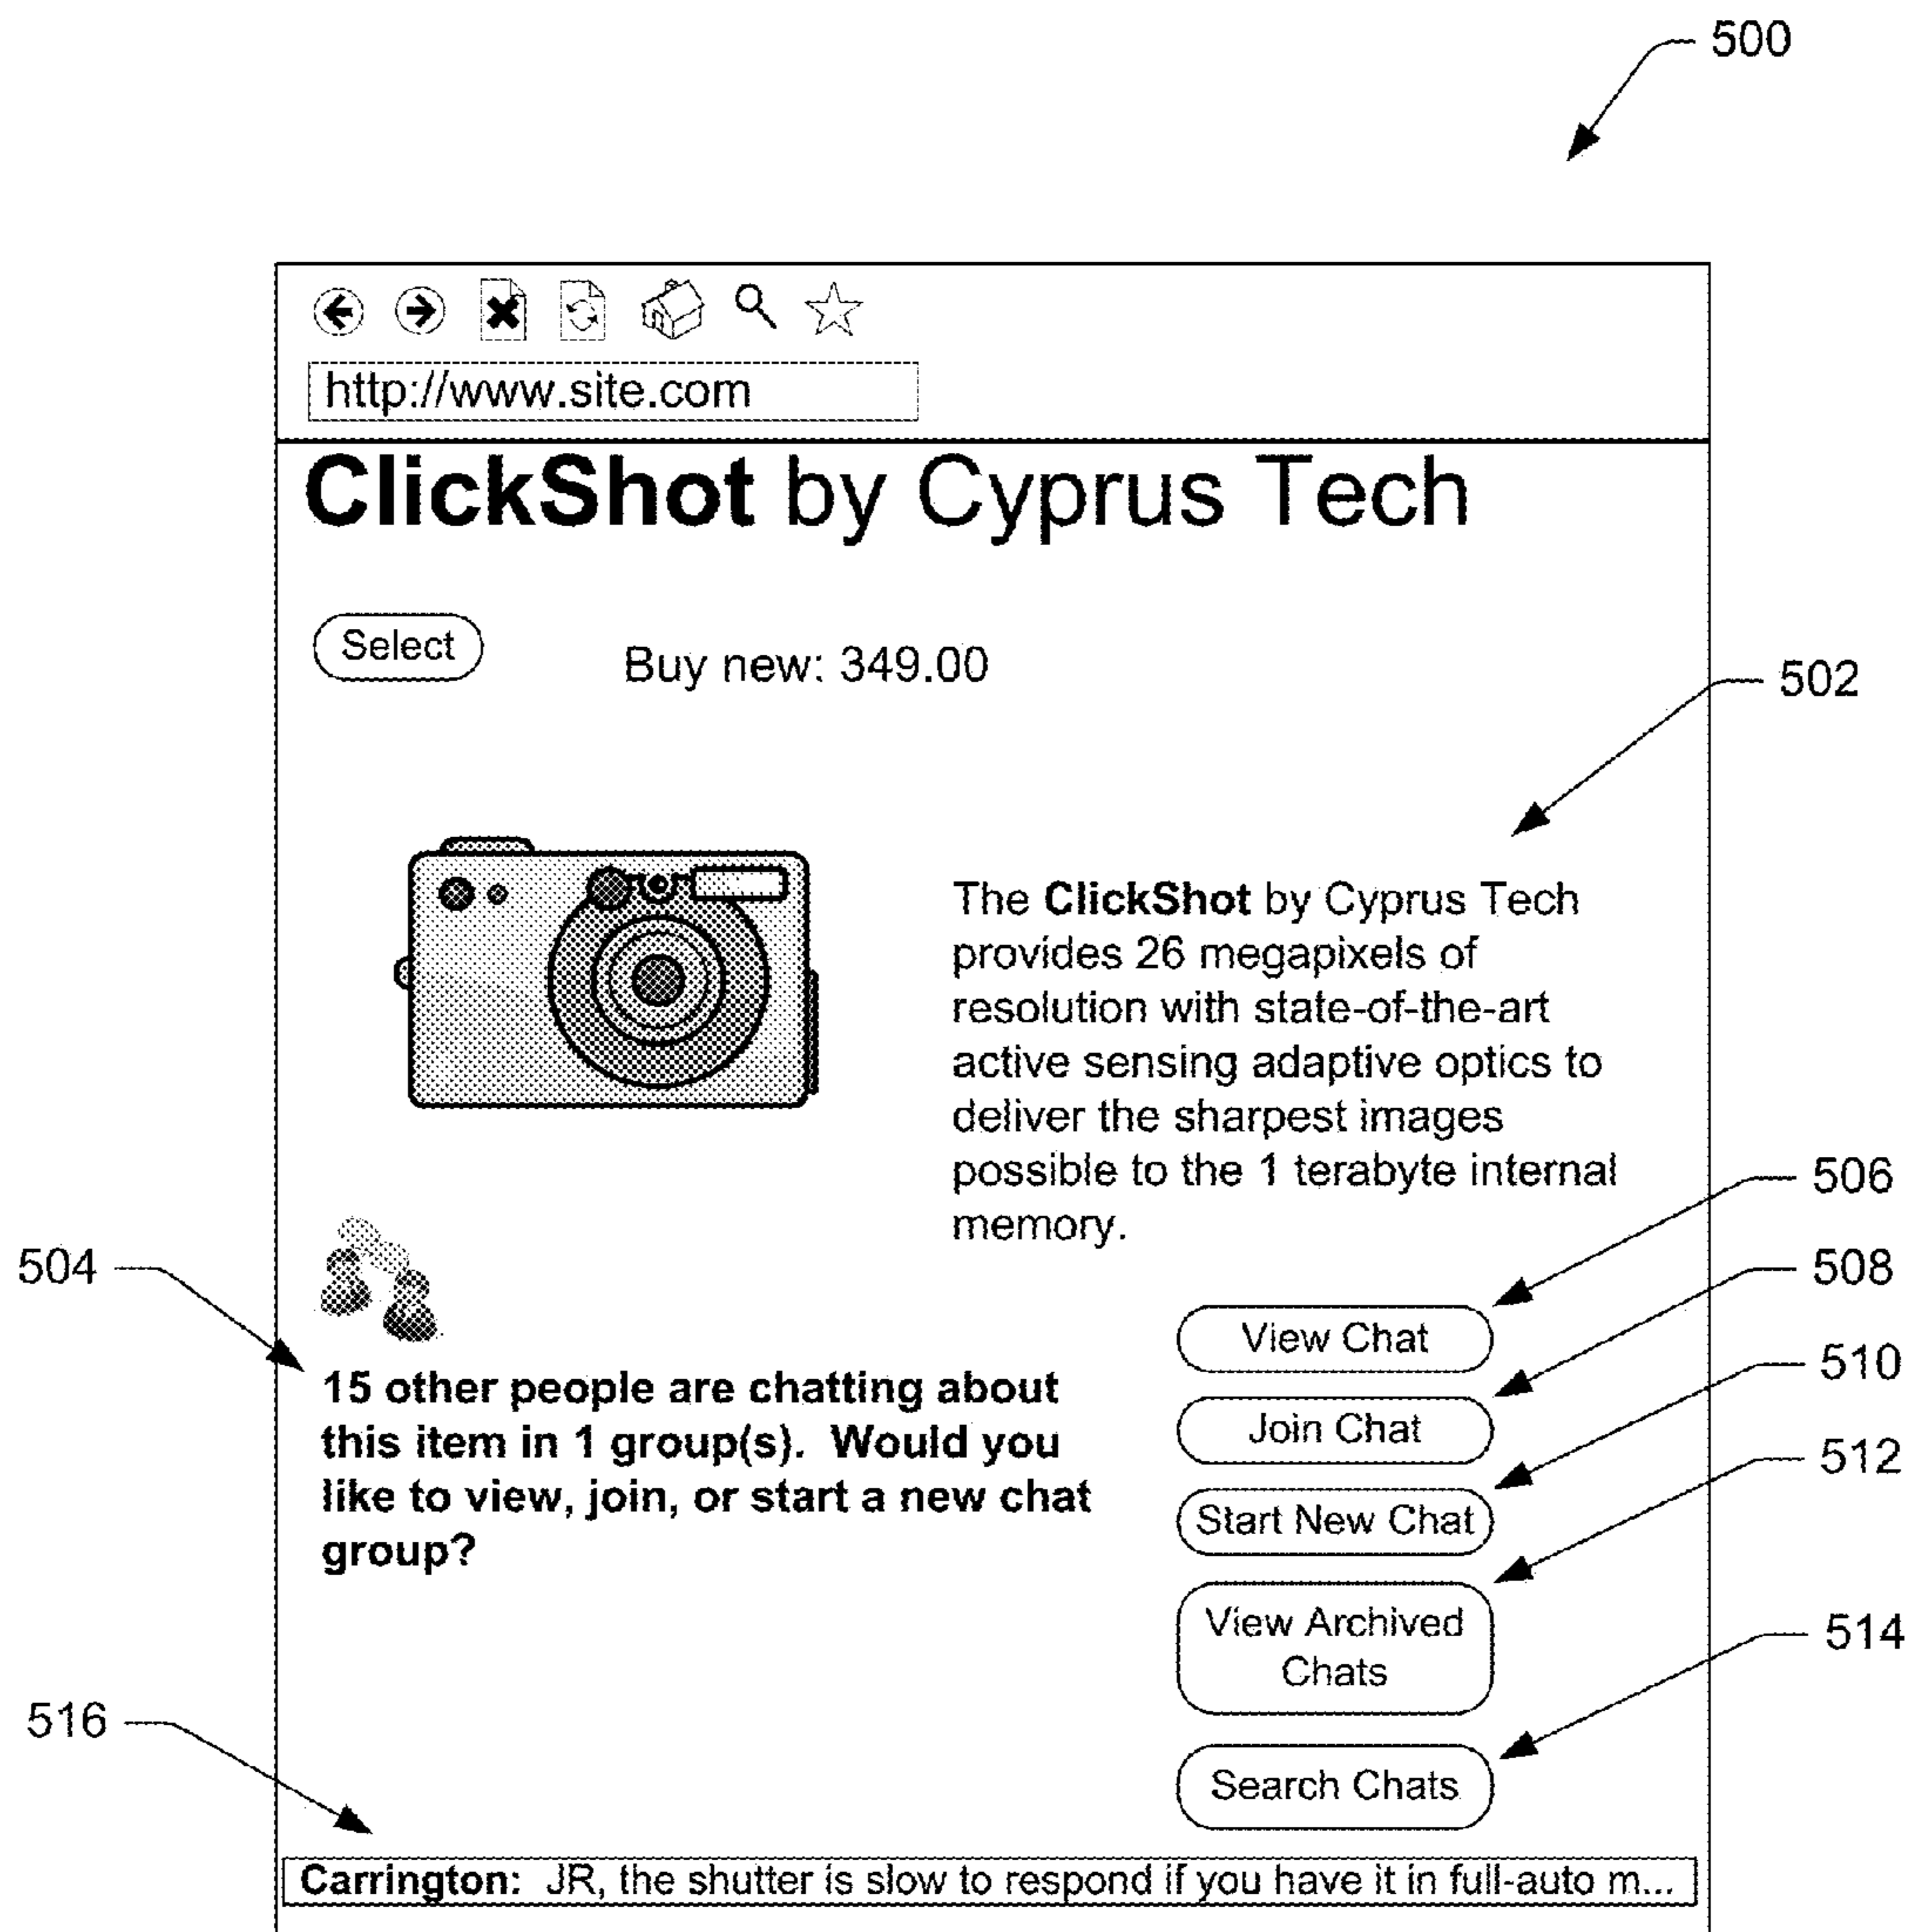 500
http://www.site.com
ClickShot by Cyprus Tech
Select
Buy new: 349.00
502
The ClickShot by Cyprus Tech
provides 26 megapixels of
resolution with state-of-the-art
active sensing adaptive optics to
deliver the sharpest images
possible to the 1 terabyte internal
memory.
504
15 other people are chatting about
this item in 1 group(s). Would you
like to view, join, or start a new chat
group?
506
View Chat
508
Join Chat
510
Start New Chat
512
View Archived
Chats
514
Search Chats
516
Carrington: JR, the shutter is slow to respond if you have it in full-auto m...